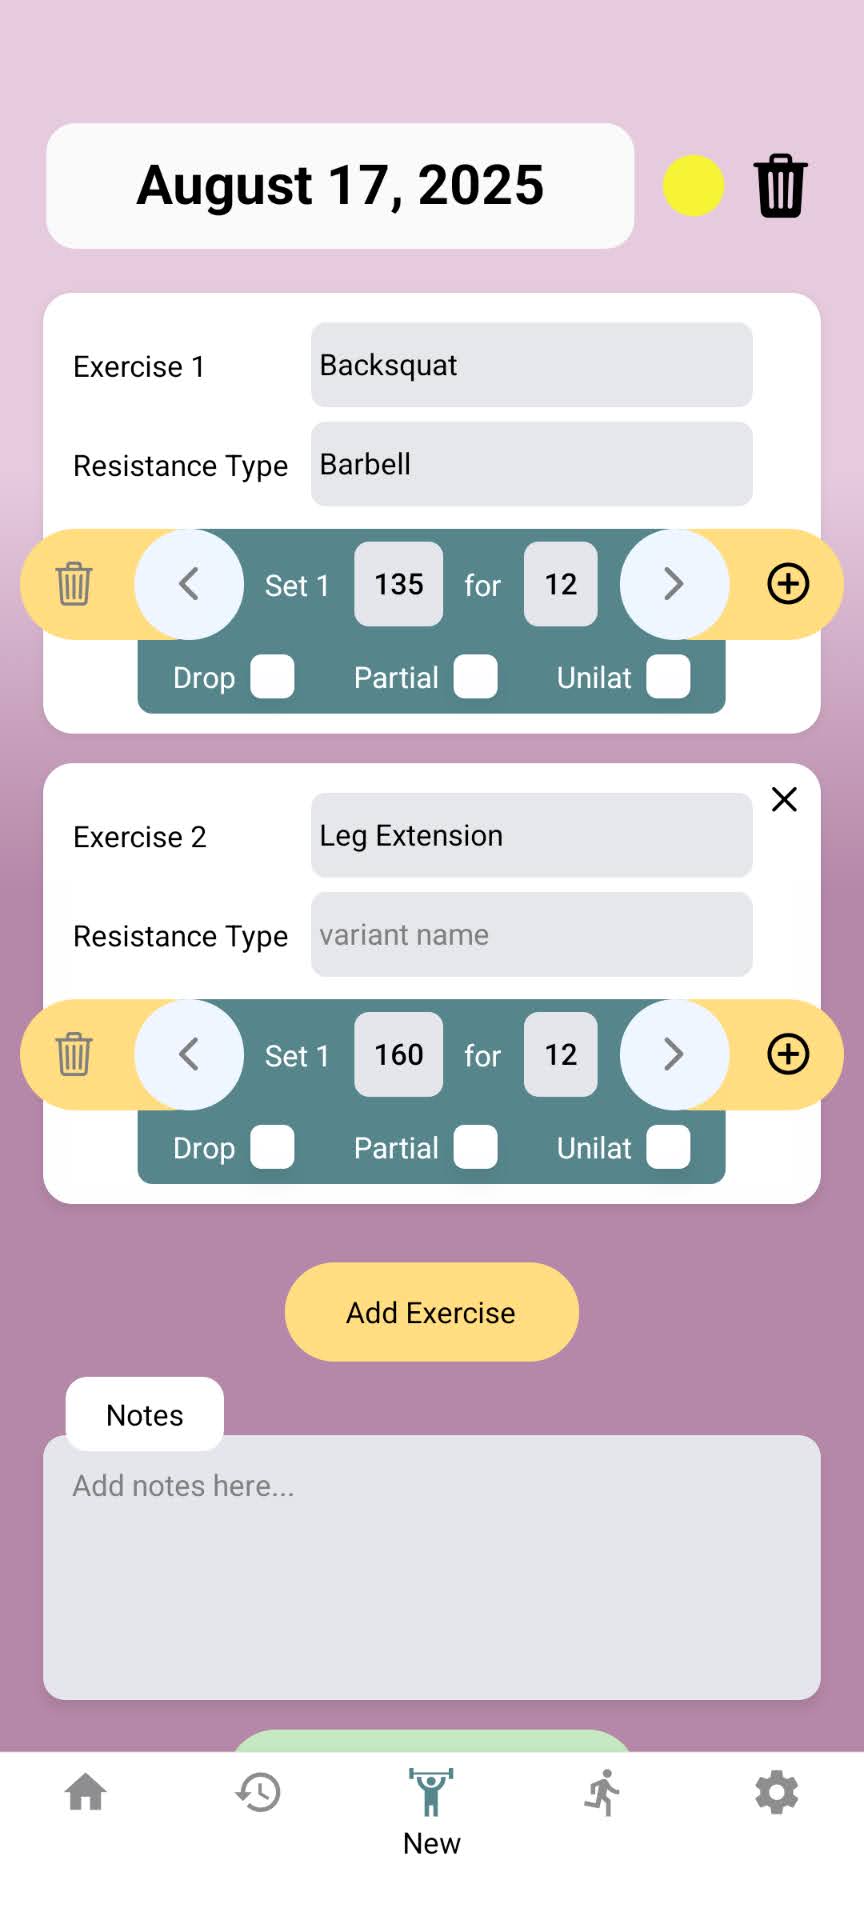 August 17, 2025
Exercise 1 Backsquat
Resistance Type Barbell
Set 1 135 for 12
Drop Partial Unilat
Exercise 2 Leg Extension
Resistance Type variant name
Set 1 160 for 12
Drop Partial Unilat
Add Exercise
Notes
Add notes here...
New